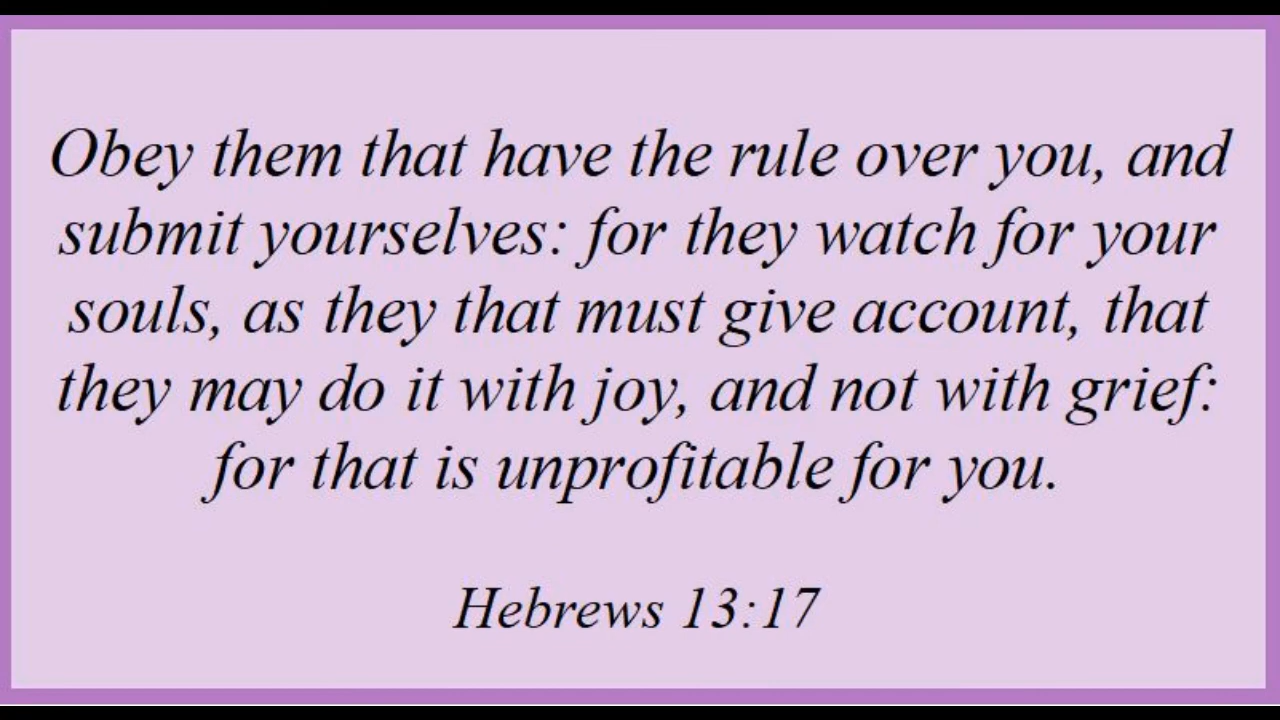 Obey them that have the rule over you, and
submit yourselves: for they watch for your
souls, as they that must give account, that
they may do it with joy, and not with grief:
for that is unprofitable for you.
Hebrews 13:17